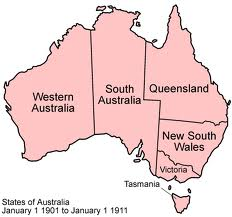 Queensland
South
Australia
Western
Australia
New South
Wales
Victoria
Tasmania
States of Australia
January 1 1901 to January 1 1911